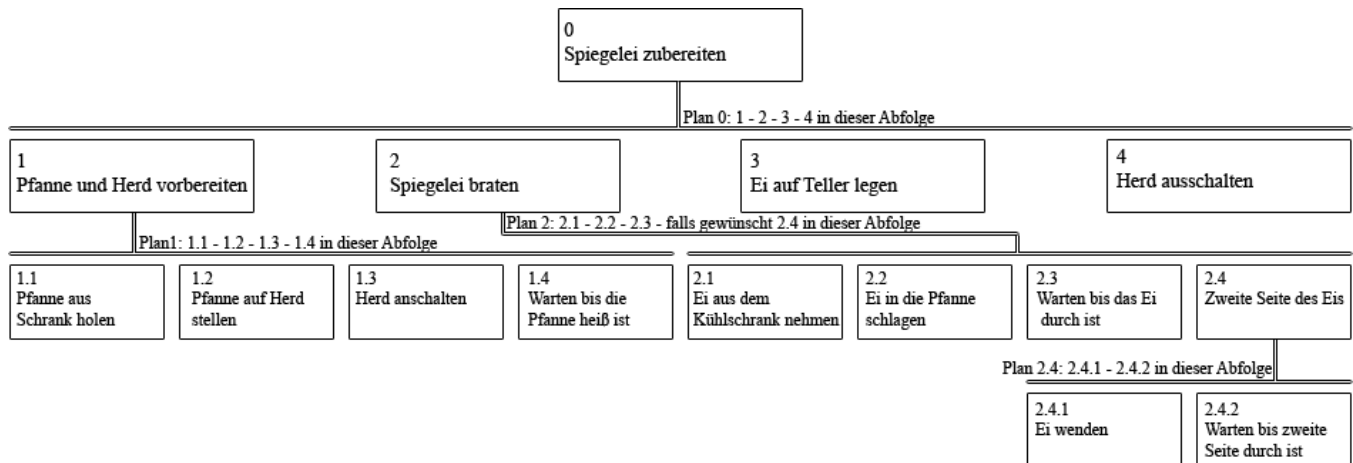 0
Spiegelei zubereiten
Plan 0: 1 - 2 - 3 - 4 in dieser Abfolge
1
Pfanne und Herd vorbereiten
2
Spiegelei braten
3
Ei auf Teller legen
4
Herd ausschalten
Plan1: 1.1 - 1.2 - 1.3 - 1.4 in dieser Abfolge
Plan 2: 2.1 - 2.2 - 2.3 - falls gewünscht 2.4 in dieser Abfolge
1.1
Pfanne aus
Schrank holen
1.2
Pfanne auf Herd
stellen
1.3
Herd anschalten
1.4
Warten bis die
Pfanne heiß ist
2.1
Ei aus dem
Kühlschrank nehmen
2.2
Ei in die Pfanne
schlagen
2.3
Warten bis das Ei
durch ist
2.4
Zweite Seite des Eis
Plan 2.4: 2.4.1 - 2.4.2 in dieser Abfolge
2.4.1
Ei wenden
2.4.2
Warten bis zweite
Seite durch ist